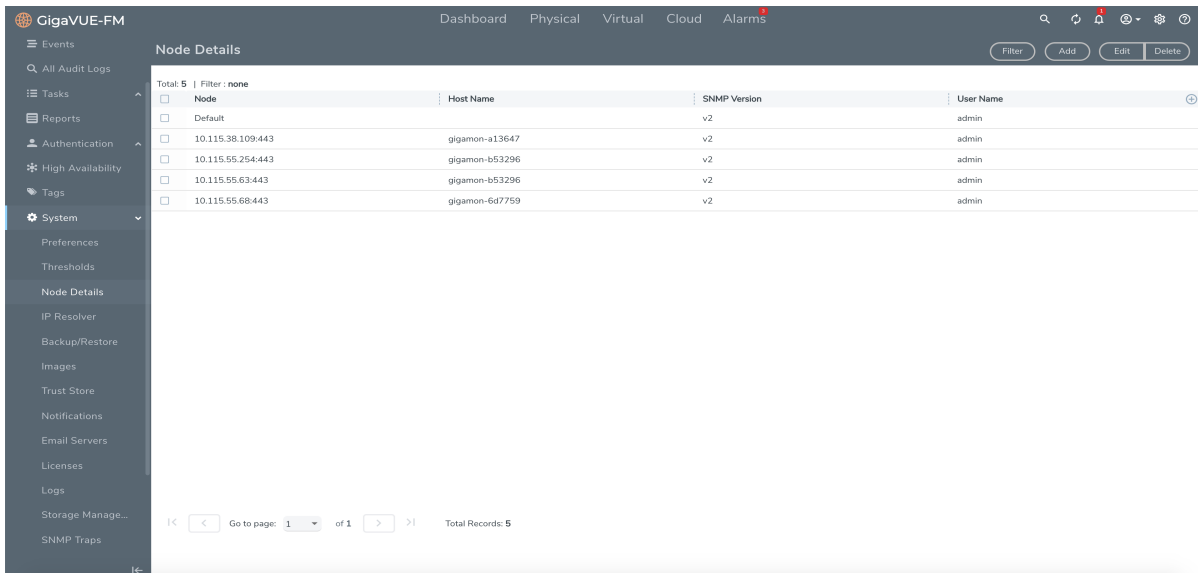 GigaVUE-FM
Dashboard Physical Virtual Cloud Alarms 3 1
Events
All Audit Logs
Tasks
Reports
Authentication
High Availability
Tags
System
Preferences
Thresholds
Node Details
IP Resolver
Backup/Restore
Images
Trust Store
Notifications
Email Servers
Licenses
Logs
Storage Manage...
SNMP Traps
Node Details
Filter Add Edit Delete
Total: 5 | Filter : none
Node Host Name SNMP Version User Name
Default v2 admin
10.115.38.109:443 gigamon-a13647 v2 admin
10.115.55.254:443 gigamon-b53296 v2 admin
10.115.55.63:443 gigamon-b53296 v2 admin
10.115.55.68:443 gigamon-6d7759 v2 admin
Go to page: 1 of 1 Total Records: 5